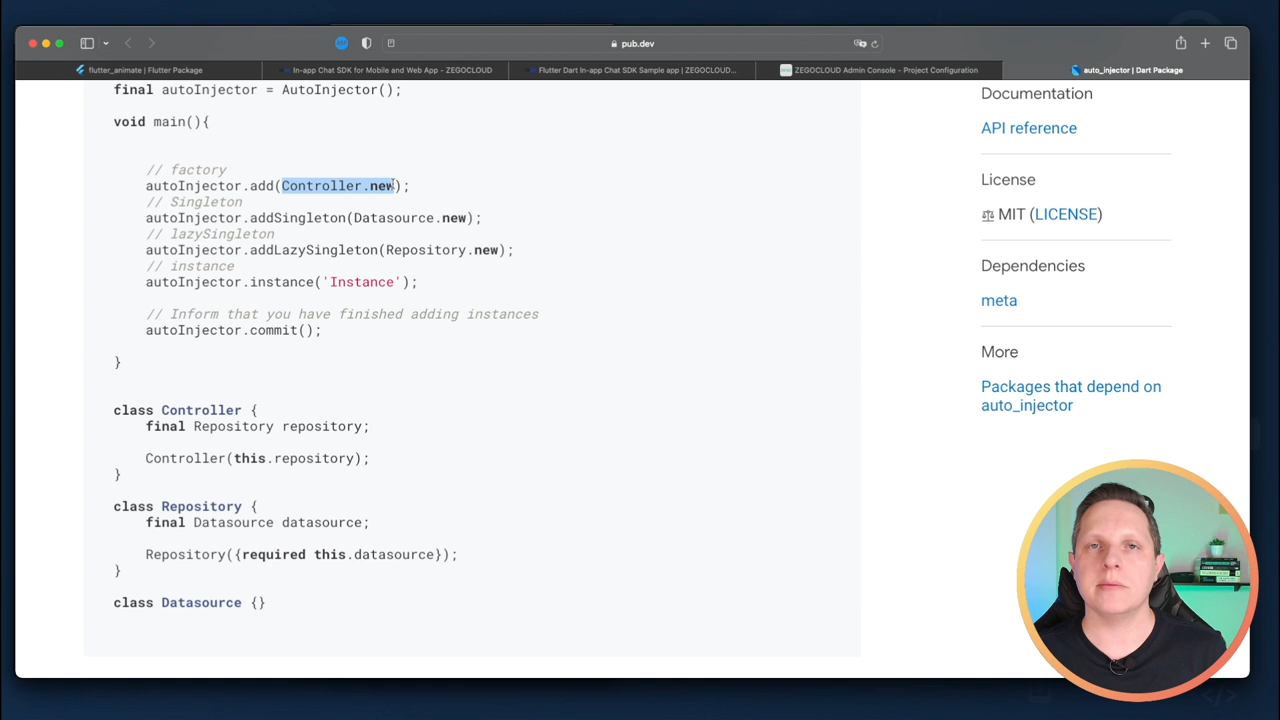 pub.dev
flutter_animate | Flutter Package
In-app Chat SDK for Mobile and Web App - ZEGOCLOUD
Flutter Dart In-app Chat SDK Sample app | ZEGOCLOUD...
ZEGOCLOUD Admin Console - Project Configuration
auto_injector | Dart Package
final autoInjector = AutoInjector();
void main(){
// factory
autoInjector.add(Controller.new);
// Singleton
autoInjector.addSingleton(Datasource.new);
// lazySingleton
autoInjector.addLazySingleton(Repository.new);
// instance
autoInjector.instance('Instance');
// Inform that you have finished adding instances
autoInjector.commit();
}
class Controller {
final Repository repository;
Controller(this.repository);
}
class Repository {
final Datasource datasource;
Repository({required this.datasource});
}
class Datasource {}
Documentation
API reference
License
MIT (LICENSE)
Dependencies
meta
More
Packages that depend on
auto_injector